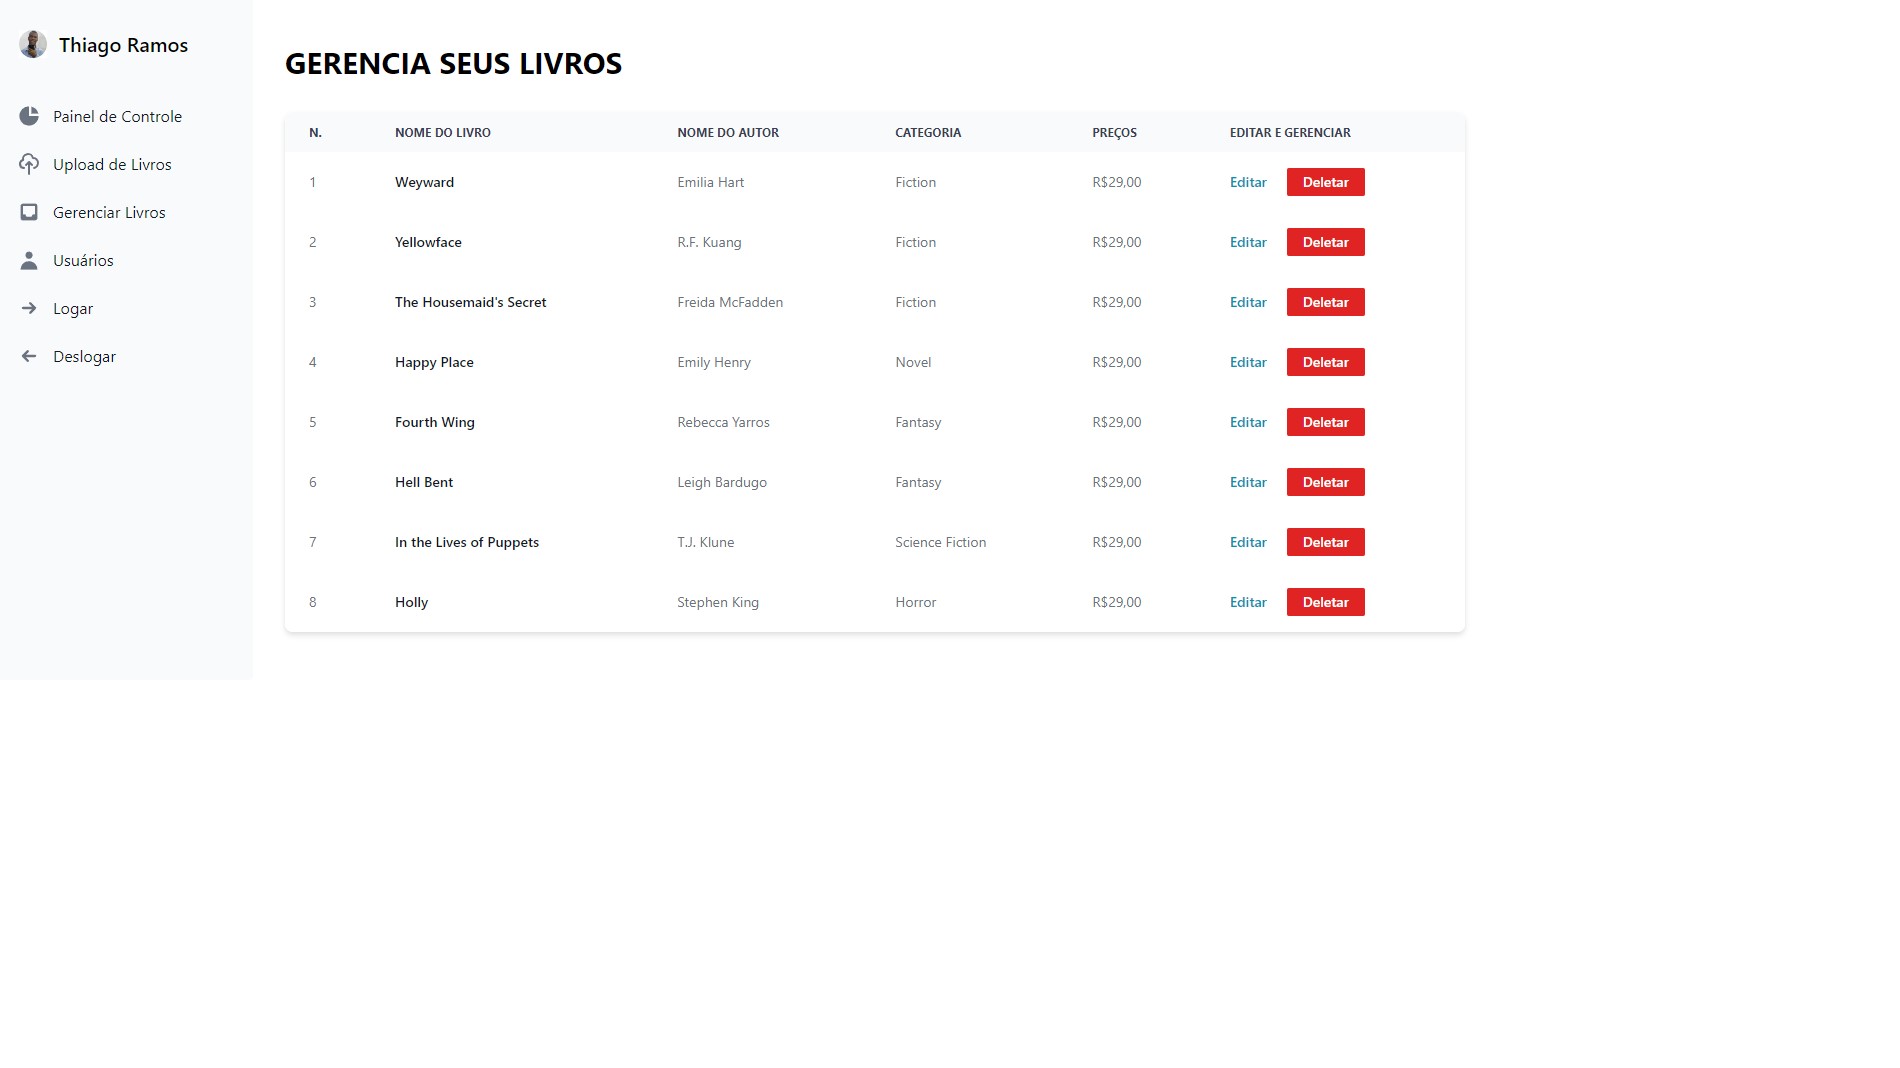 Thiago Ramos
Painel de Controle
Upload de Livros
Gerenciar Livros
Usuários
Logar
Deslogar
GERENCIA SEUS LIVROS
N. NOME DO LIVRO NOME DO AUTOR CATEGORIA PREÇOS EDITAR E GERENCIAR
1 Weyward Emilia Hart Fiction R$29,00 Editar Deletar
2 Yellowface R.F. Kuang Fiction R$29,00 Editar Deletar
3 The Housemaid's Secret Freida McFadden Fiction R$29,00 Editar Deletar
4 Happy Place Emily Henry Novel R$29,00 Editar Deletar
5 Fourth Wing Rebecca Yarros Fantasy R$29,00 Editar Deletar
6 Hell Bent Leigh Bardugo Fantasy R$29,00 Editar Deletar
7 In the Lives of Puppets T.J. Klune Science Fiction R$29,00 Editar Deletar
8 Holly Stephen King Horror R$29,00 Editar Deletar